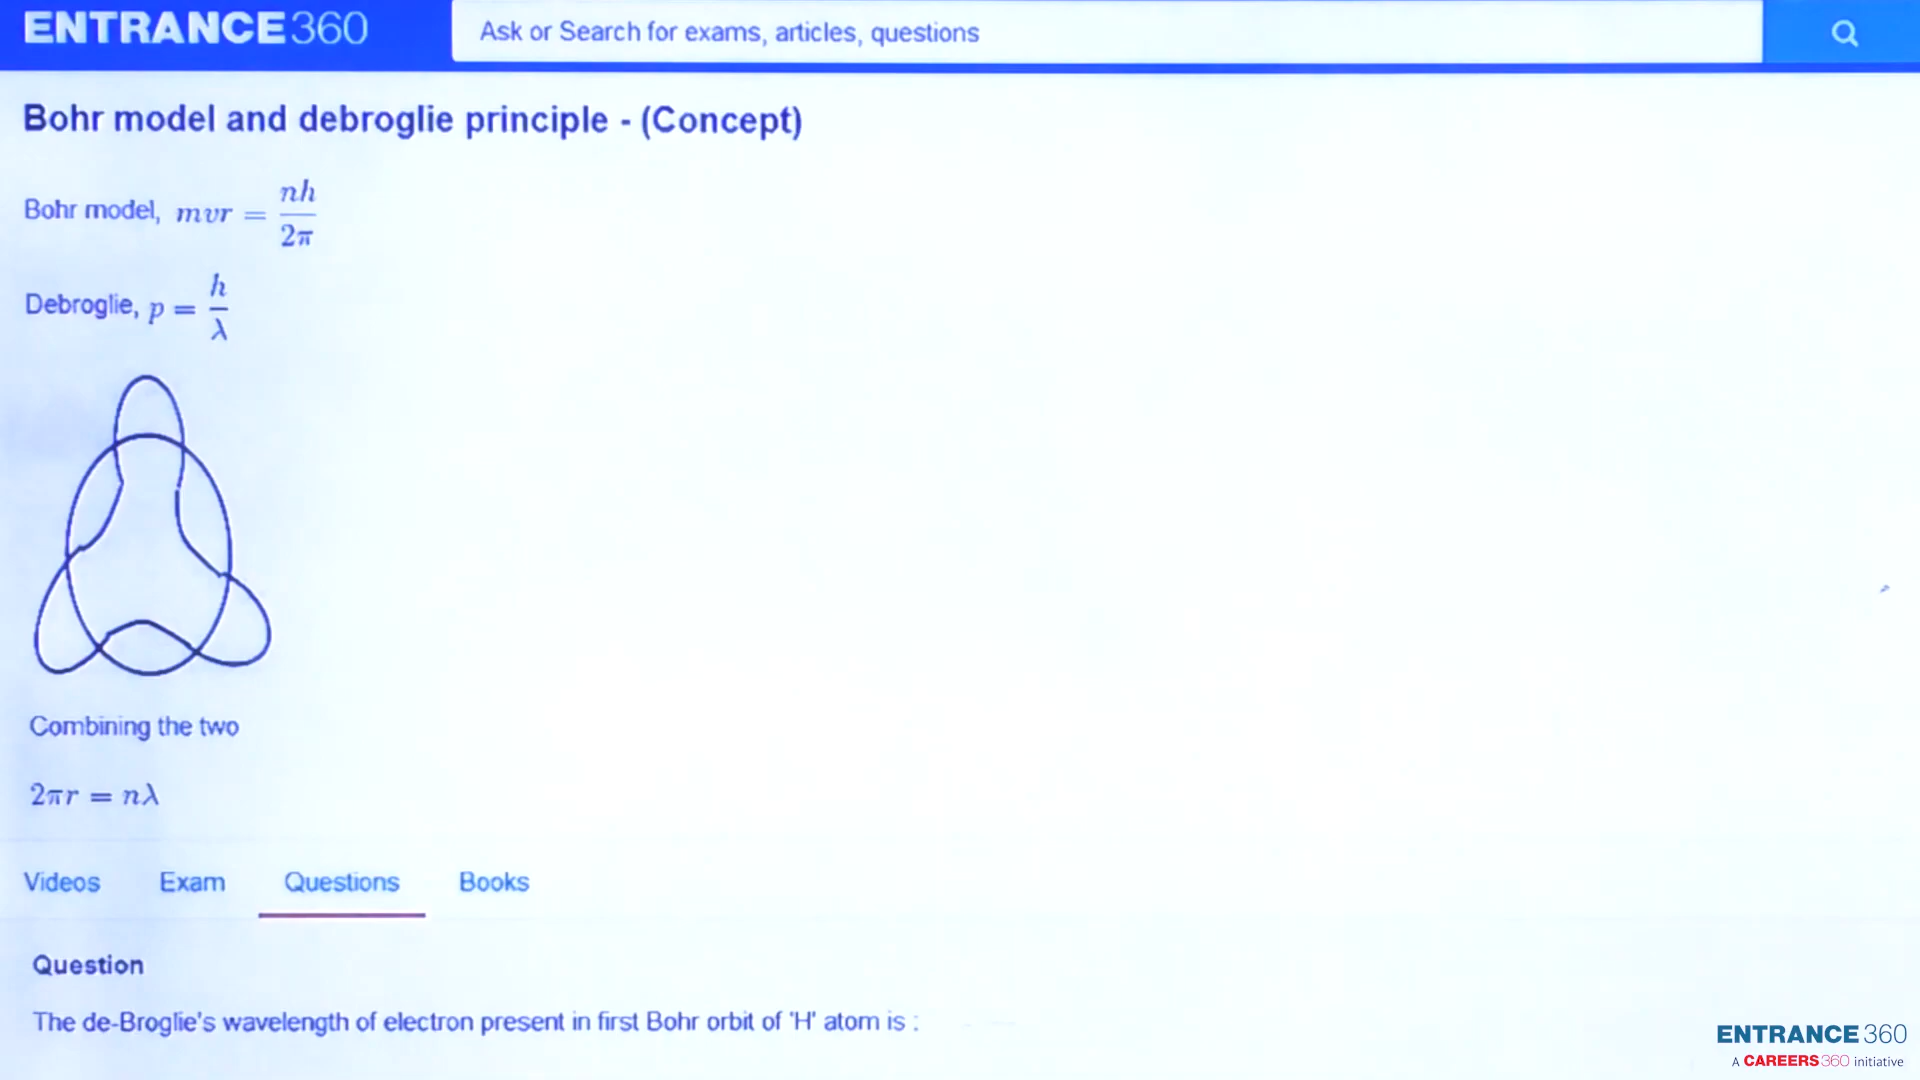 ENTRANCE360
Ask or Search for exams, articles, questions
Bohr model and debroglie principle - (Concept)
Bohr model, mvr = nh / 2π
Debroglie, p = h / λ
Combining the two
2πr = nλ
Videos Exam Questions Books
Question
The de-Broglie's wavelength of electron present in first Bohr orbit of 'H' atom is :
ENTRANCE360
A CAREERS360 initiative